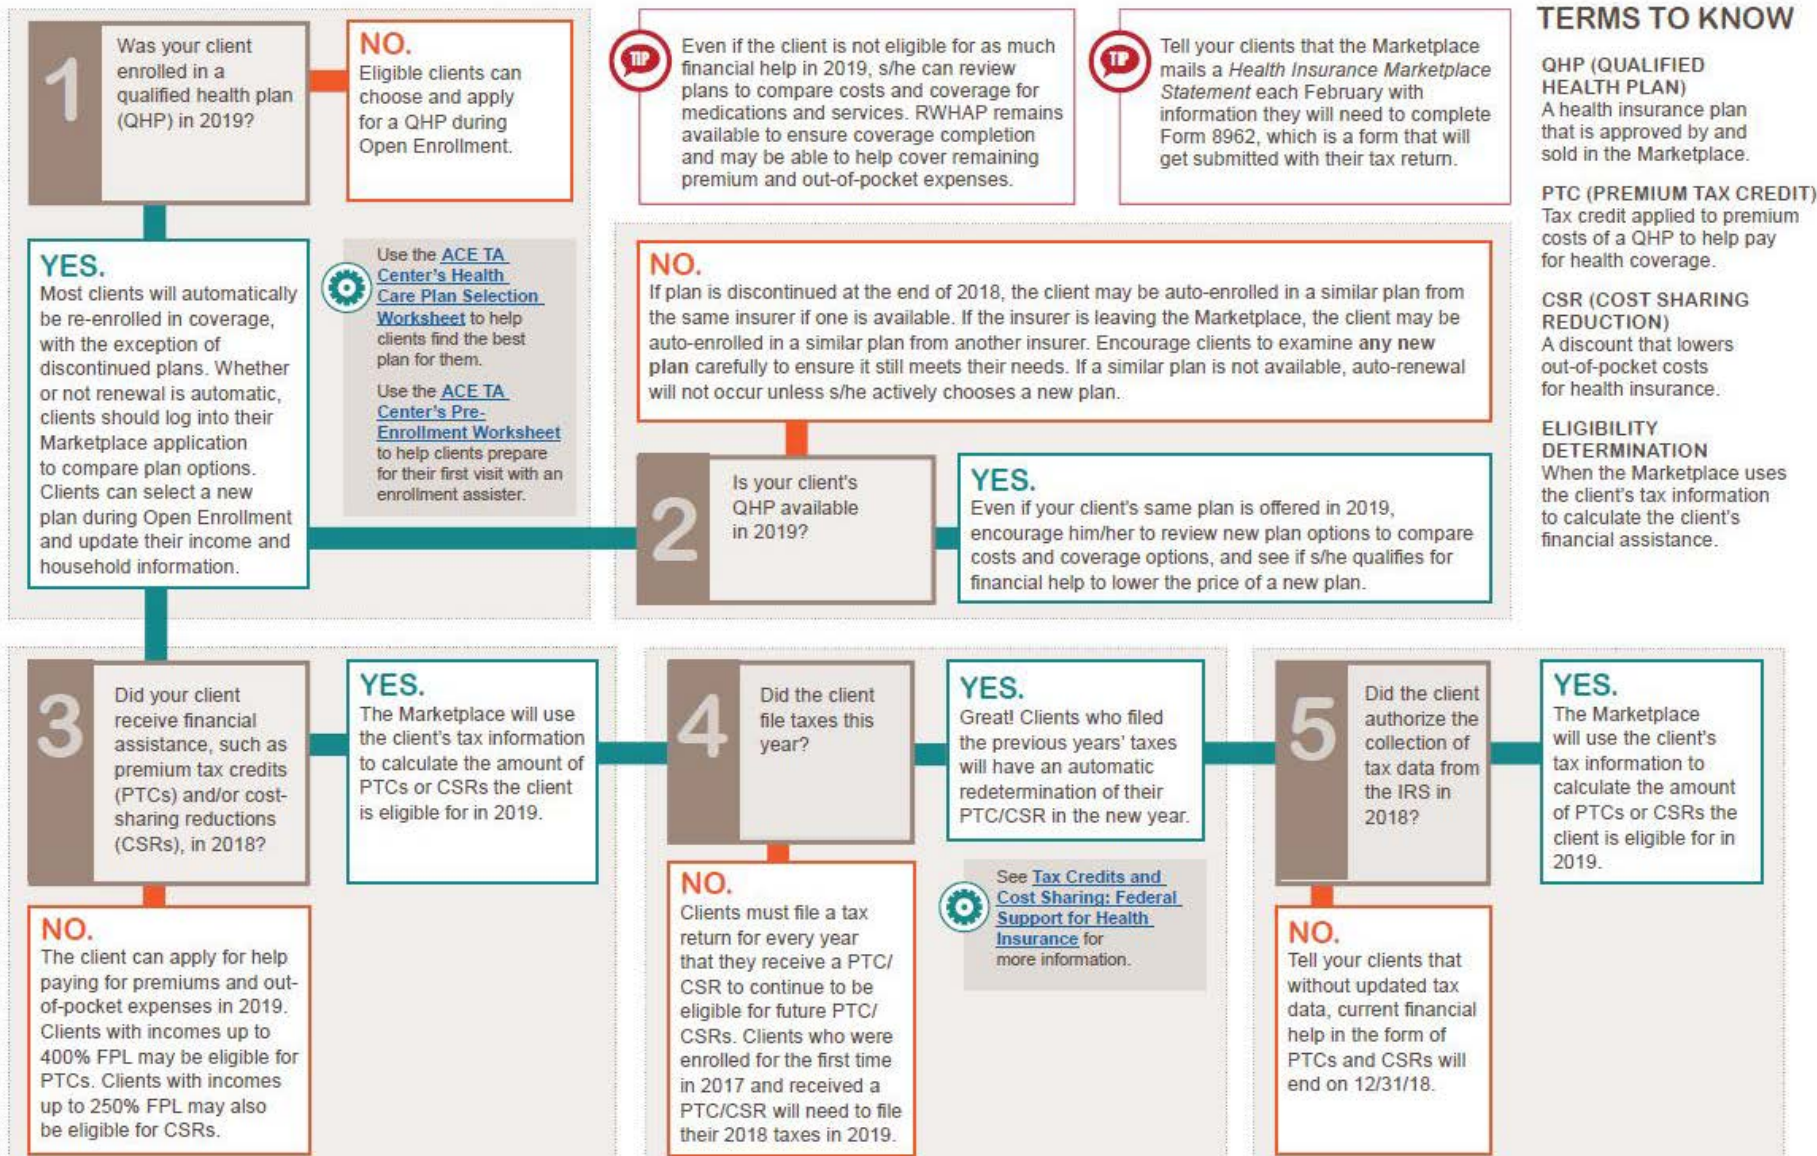 1
Was your client
enrolled in a
qualified health plan
(QHP) in 2019?
NO.
Eligible clients can
choose and apply
for a QHP during
Open Enrollment.
YES.
Most clients will automatically
be re-enrolled in coverage,
with the exception of
discontinued plans. Whether
or not renewal is automatic,
clients should log into their
Marketplace application
to compare plan options.
Clients can select a new
plan during Open Enrollment
and update their income and
household information.
Use the ACE TA
Center's Health
Care Plan Selection
Worksheet to help
clients find the best
plan for them.
Use the ACE TA
Center's Pre-
Enrollment Worksheet
to help clients prepare
for their first visit with an
enrollment assister.
TIP
Even if the client is not eligible for as much
financial help in 2019, s/he can review
plans to compare costs and coverage for
medications and services. RWHAP remains
available to ensure coverage completion
and may be able to help cover remaining
premium and out-of-pocket expenses.
TIP
Tell your clients that the Marketplace
mails a Health Insurance Marketplace
Statement each February with
information they will need to complete
Form 8962, which is a form that will
get submitted with their tax return.
NO.
If plan is discontinued at the end of 2018, the client may be auto-enrolled in a similar plan from
the same insurer if one is available. If the insurer is leaving the Marketplace, the client may be
auto-enrolled in a similar plan from another insurer. Encourage clients to examine any new
plan carefully to ensure it still meets their needs. If a similar plan is not available, auto-renewal
will not occur unless s/he actively chooses a new plan.
2
Is your client's
QHP available
in 2019?
YES.
Even if your client's same plan is offered in 2019,
encourage him/her to review new plan options to compare
costs and coverage options, and see if s/he qualifies for
financial help to lower the price of a new plan.
TERMS TO KNOW
QHP (QUALIFIED
HEALTH PLAN)
A health insurance plan
that is approved by and
sold in the Marketplace.
PTC (PREMIUM TAX CREDIT)
Tax credit applied to premium
costs of a QHP to help pay
for health coverage.
CSR (COST SHARING
REDUCTION)
A discount that lowers
out-of-pocket costs
for health insurance.
ELIGIBILITY
DETERMINATION
When the Marketplace uses
the client's tax information
to calculate the client's
financial assistance.
3
Did your client
receive financial
assistance, such as
premium tax credits
(PTCs) and/or cost-
sharing reductions
(CSRs), in 2018?
YES.
The Marketplace will use
the client's tax information
to calculate the amount of
PTCs or CSRs the client
is eligible for in 2019.
NO.
The client can apply for help
paying for premiums and out-
of-pocket expenses in 2019.
Clients with incomes up to
400% FPL may be eligible for
PTCs. Clients with incomes
up to 250% FPL may also
be eligible for CSRs.
4
Did the client
file taxes this
year?
YES.
Great! Clients who filed
the previous years' taxes
will have an automatic
redetermination of their
PTC/CSR in the new year.
NO.
Clients must file a tax
return for every year
that they receive a PTC/
CSR to continue to be
eligible for future PTC/
CSRs. Clients who were
enrolled for the first time
in 2017 and received a
PTC/CSR will need to file
their 2018 taxes in 2019.
See Tax Credits and
Cost Sharing: Federal
Support for Health
Insurance for
more information.
5
Did the client
authorize the
collection of
tax data from
the IRS in
2018?
YES.
The Marketplace
will use the client's
tax information to
calculate the amount
of PTCs or CSRs the
client is eligible for in
2019.
NO.
Tell your clients that
without updated tax
data, current financial
help in the form of
PTCs and CSRs will
end on 12/31/18.